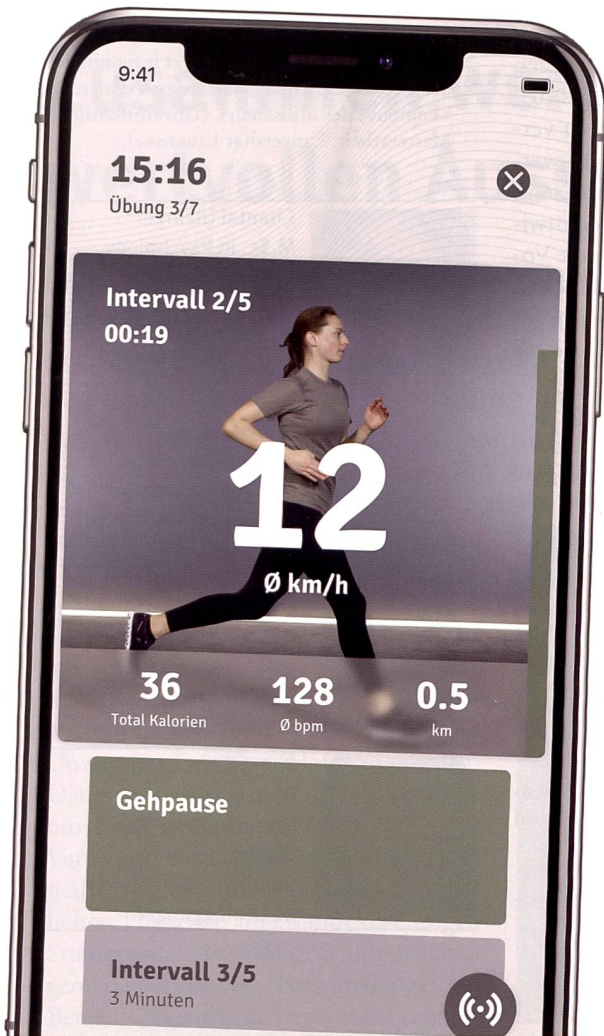 9:41
15:16
Übung 3/7
Intervall 2/5
00:19
12
Ø km/h
36 128 0.5
Total Kalorien Ø bpm km
Gehpause
Intervall 3/5
3 Minuten